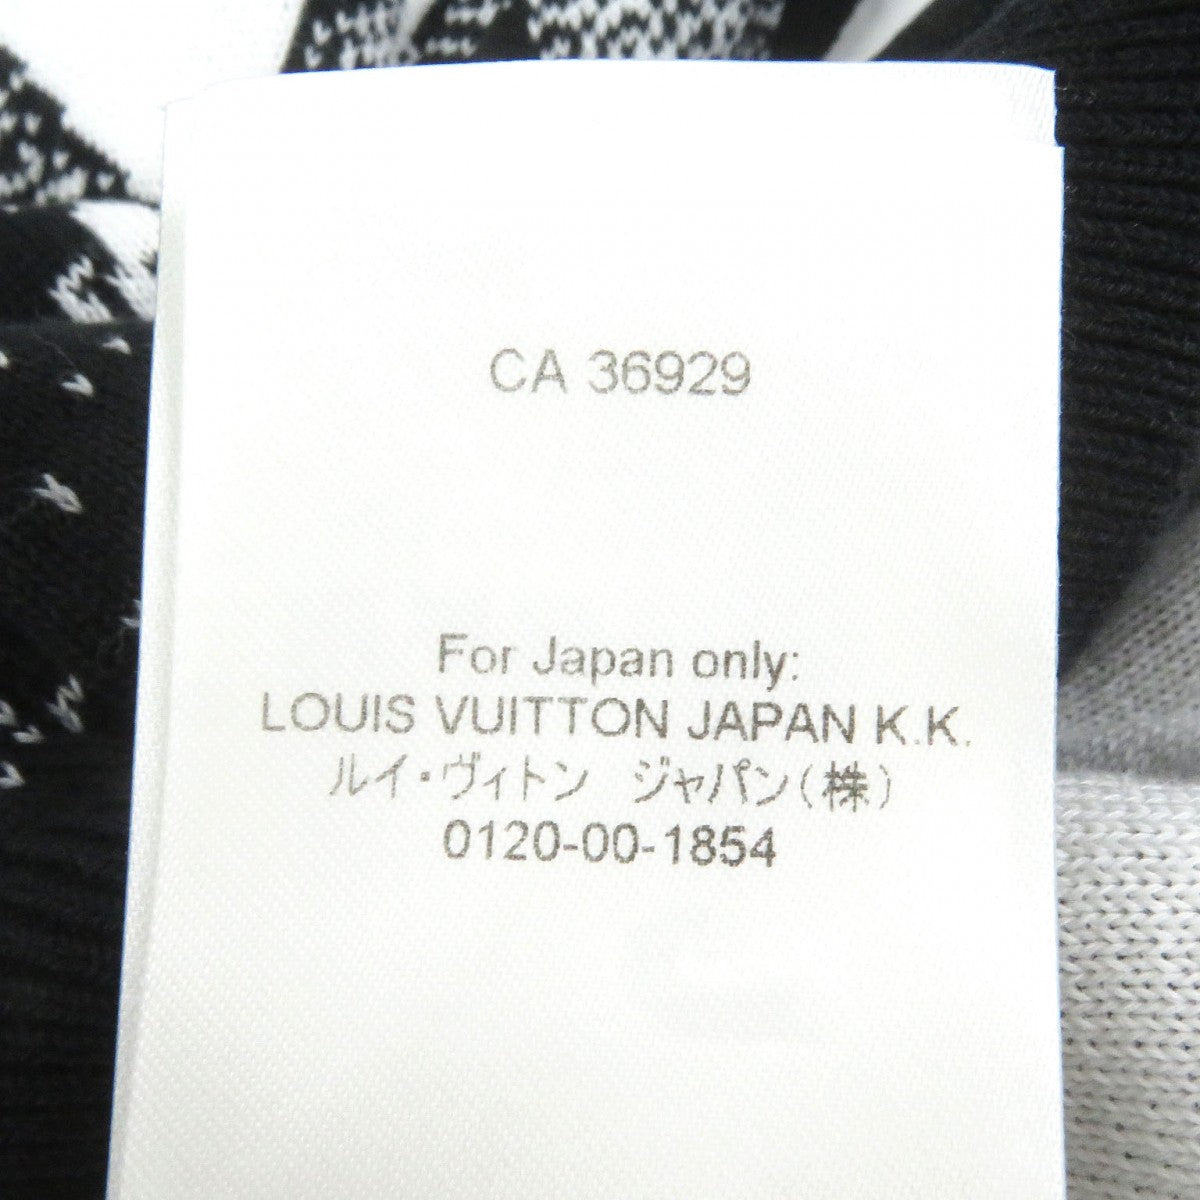 CA 36929
For Japan only:
LOUIS VUITTON JAPAN K.K.
ルイ・ヴィトン ジャパン(株)
0120-00-1854